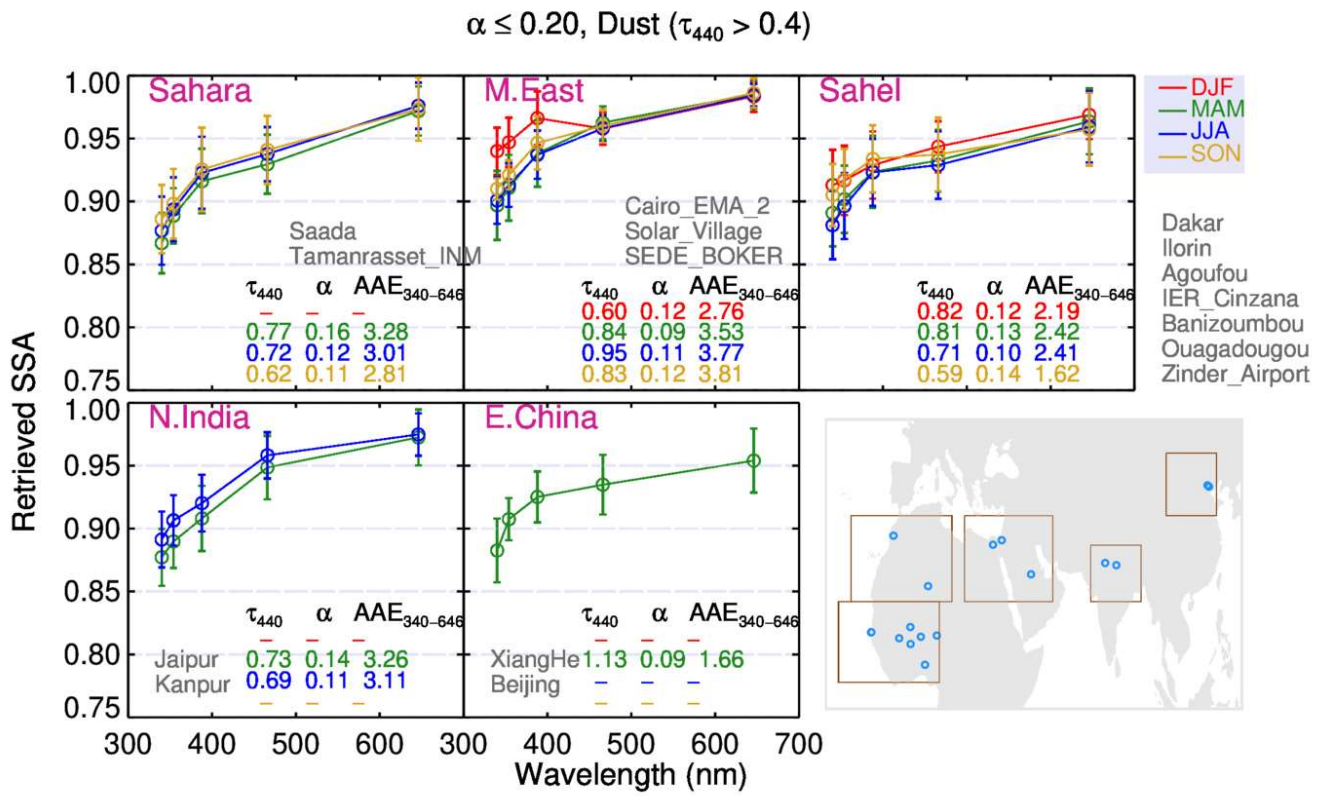 α ≤ 0.20, Dust (τ440 > 0.4)
Retrieved SSA
1.00
0.95
0.90
0.85
0.80
0.75
Sahara
Saada
Tamanrasset_INM
τ440 α AAE340−646
– – –
0.77 0.16 3.28
0.72 0.12 3.01
0.62 0.11 2.81
M.East
Cairo_EMA_2
Solar_Village
SEDE_BOKER
τ440 α AAE340−646
0.60 0.12 2.76
0.84 0.09 3.53
0.95 0.11 3.77
0.83 0.12 3.81
Sahel
τ440 α AAE340−646
0.82 0.12 2.19
0.81 0.13 2.42
0.71 0.10 2.41
0.59 0.14 1.62
DJF
MAM
JJA
SON
Dakar
Ilorin
Agoufou
IER_Cinzana
Banizoumbou
Ouagadougou
Zinder_Airport
1.00
0.95
0.90
0.85
0.80
0.75
N.India
τ440 α AAE340−646
– – –
Jaipur 0.73 0.14 3.26
Kanpur 0.69 0.11 3.11
– – –
E.China
τ440 α AAE340−646
– – –
XiangHe 1.13 0.09 1.66
Beijing – – –
– – –
300 400 500 600 300 400 500 600 700
Wavelength (nm)